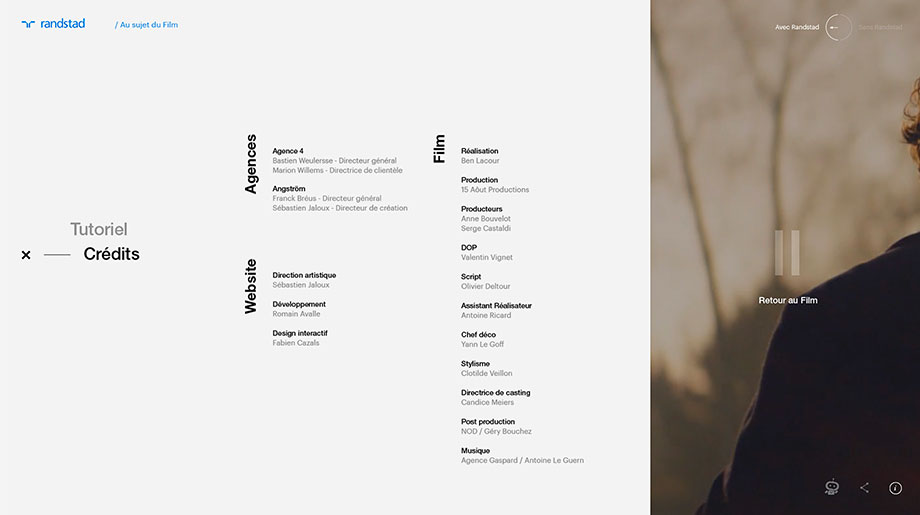 randstad
/ Au sujet du Film
Avec Randstad
Sans Randstad
Tutoriel
Crédits
Agences
Agence 4
Bastien Weulersse - Directeur général
Marion Willems - Directrice de clientèle
Angström
Franck Bréus - Directeur général
Sébastien Jaloux - Directeur de création
Website
Direction artistique
Sébastien Jaloux
Développement
Romain Avalle
Design interactif
Fabien Cazals
Film
Réalisation
Ben Lacour
Production
15 Aôut Productions
Producteurs
Anne Bouvelot
Serge Castaldi
DOP
Valentin Vignet
Script
Olivier Deltour
Assistant Réalisateur
Antoine Ricard
Chef déco
Yann Le Goff
Stylisme
Clotilde Veillon
Directrice de casting
Candice Meiers
Post production
NOD / Géry Bouchez
Musique
Agence Gaspard / Antoine Le Guern
Retour au Film